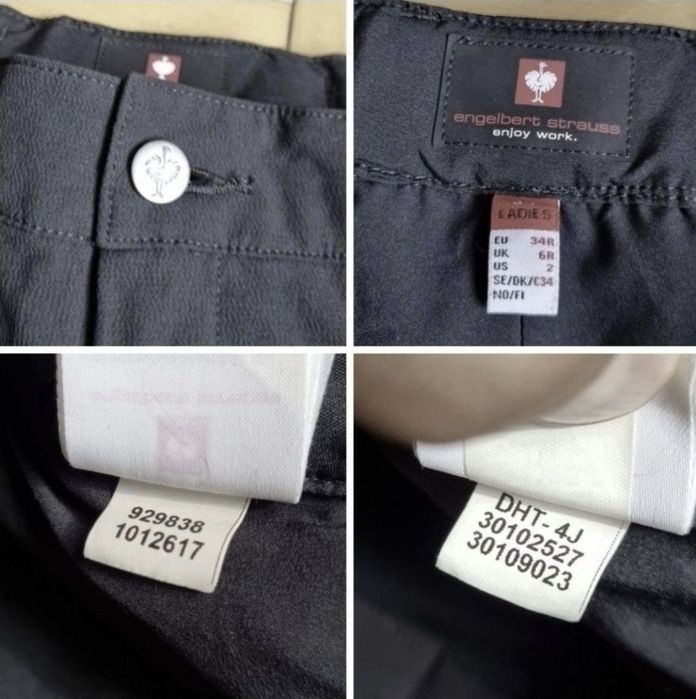 engelbert strauss
enjoy work.
LADIES
EU 34R
UK 6R
US 2
SE/DK/C34
NO/FI
929838
1012617
DHT-4J
30102527
30109023